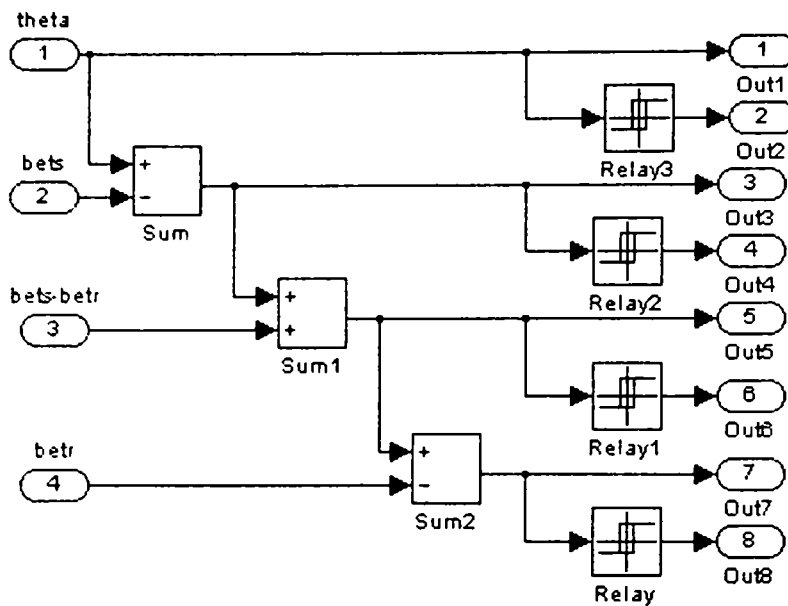 theta
1
1
Out1
2
Out2
Relay3
bets
2
+
−
Sum
3
Out3
4
Out4
Relay2
bets-betr
3
+
+
Sum1
5
Out5
6
Out6
Relay1
betr
4
+
−
Sum2
7
Out7
8
Out8
Relay